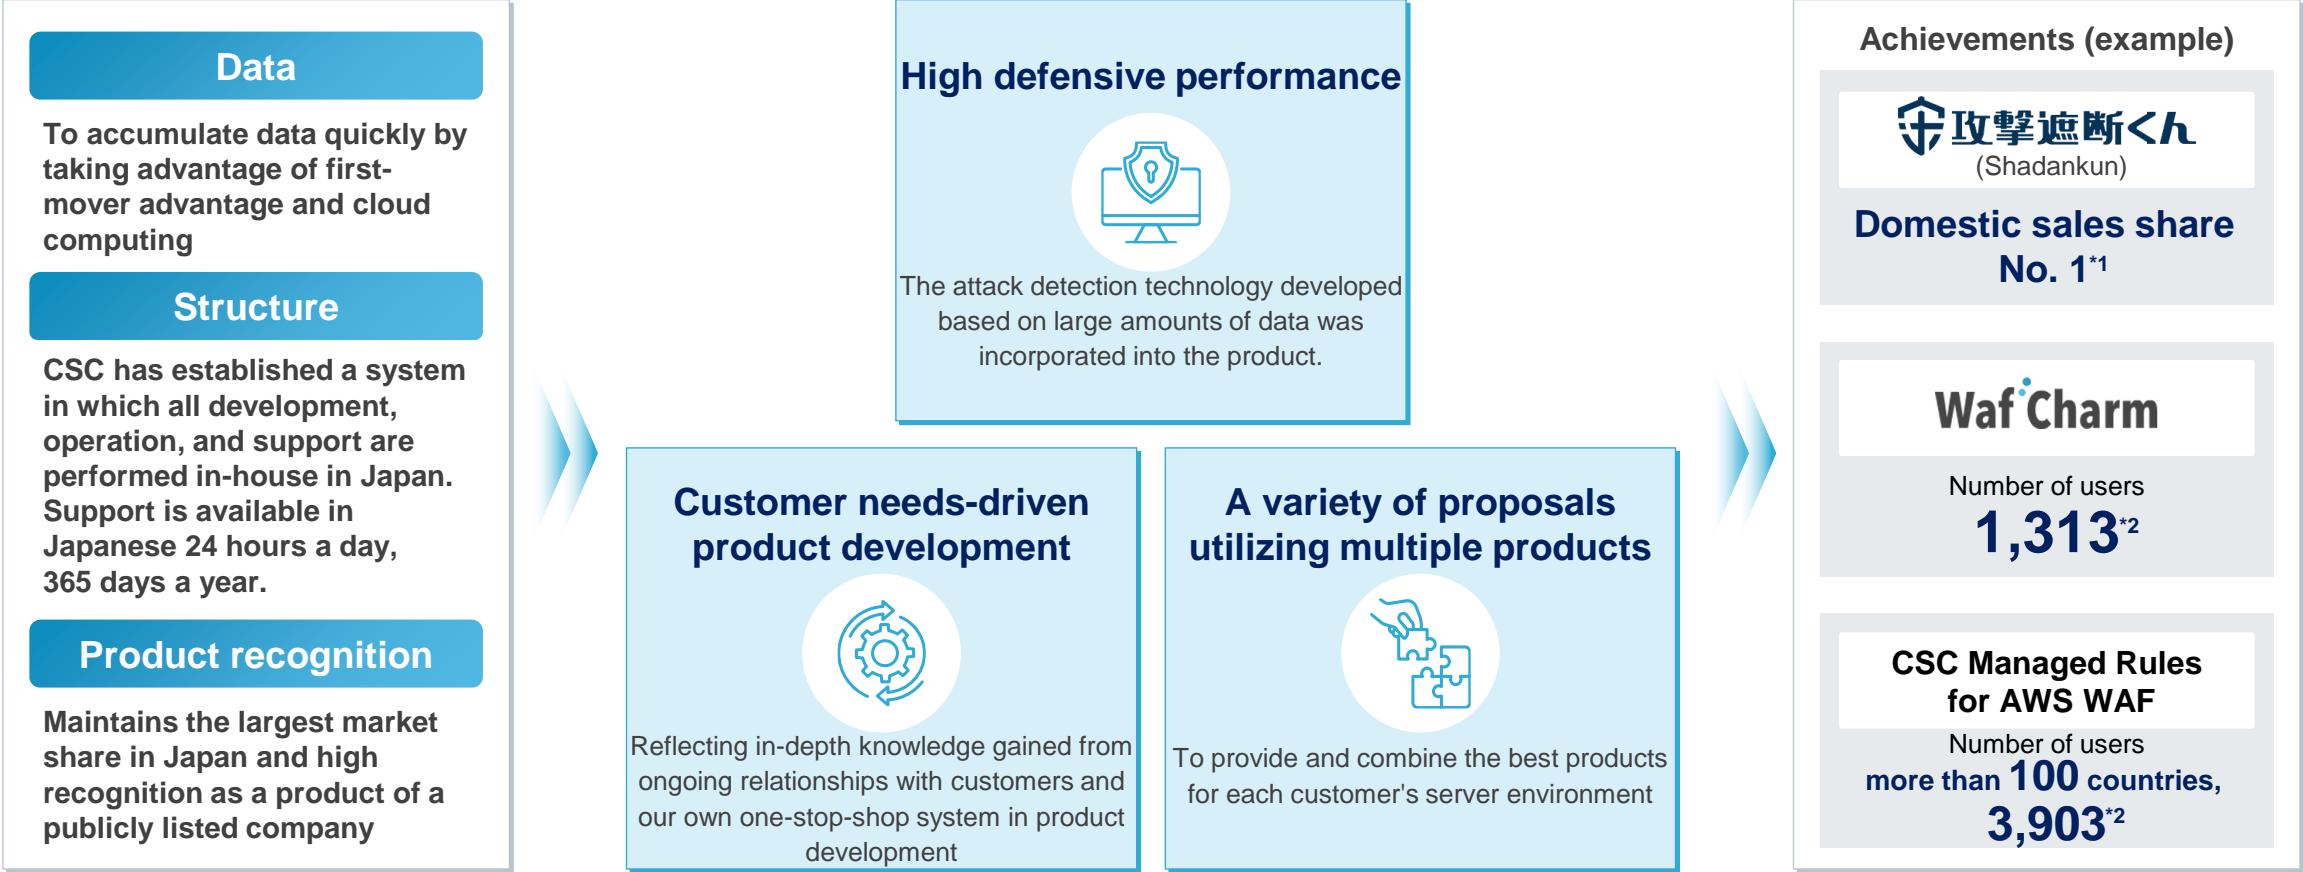 Data
To accumulate data quickly by
taking advantage of first-
mover advantage and cloud
computing
Structure
CSC has established a system
in which all development,
operation, and support are
performed in-house in Japan.
Support is available in
Japanese 24 hours a day,
365 days a year.
Product recognition
Maintains the largest market
share in Japan and high
recognition as a product of a
publicly listed company
High defensive performance
The attack detection technology developed
based on large amounts of data was
incorporated into the product.
Customer needs-driven
product development
Reflecting in-depth knowledge gained from
ongoing relationships with customers and
our own one-stop-shop system in product
development
A variety of proposals
utilizing multiple products
To provide and combine the best products
for each customer's server environment
Achievements (example)
攻撃遮断くん
(Shadankun)
Domestic sales share
No. 1*1
WafCharm
Number of users
1,313*2
CSC Managed Rules
for AWS WAF
Number of users
more than 100 countries,
3,903*2